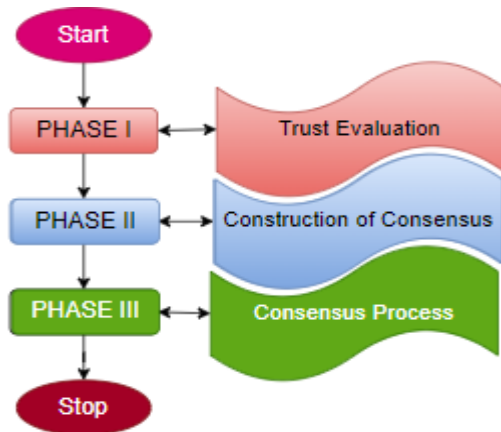 Start
PHASE I
Trust Evaluation
PHASE II
Construction of Consensus
PHASE III
Consensus Process
Stop